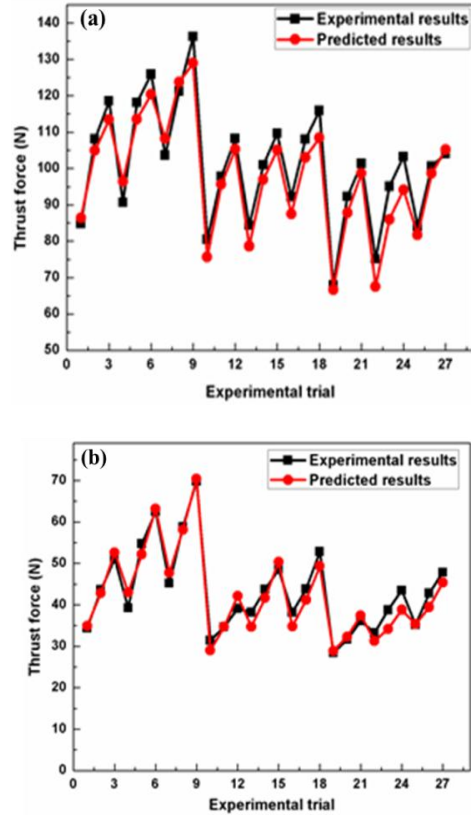 (a)
Experimental results
Predicted results
140
130
120
110
100
90
80
70
60
50
Thrust force (N)
0 3 6 9 12 15 18 21 24 27
Experimental trial
(b)
Experimental results
Predicted results
70
60
50
40
30
20
10
0
Thrust force (N)
0 3 6 9 12 15 18 21 24 27
Experimental trial